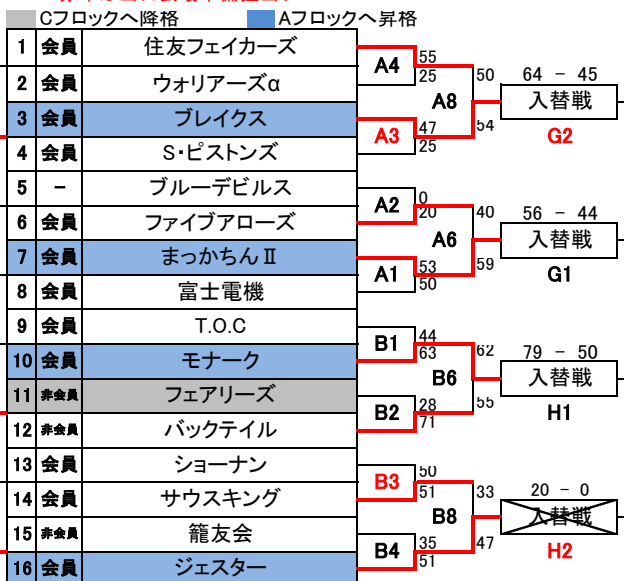 Cブロックへ降格 Aブロックへ昇格
1 会員 住友フェイカーズ
2 会員 ウォリアーズα
3 会員 ブレイクス
4 会員 S・ピストンズ
5 － ブルーデビルス
6 会員 ファイブアローズ
7 会員 まっかちんⅡ
8 会員 富士電機
9 会員 T.O.C
10 会員 モナーク
11 非会員 フェアリーズ
12 非会員 バックテイル
13 会員 ショーナン
14 会員 サウスキング
15 非会員 籠友会
16 会員 ジェスター
A4 55 25
A8 50 54
A3 47 25
64 － 45
入替戦
G2
A2 0 20
A6 40 59
A1 53 50
56 － 44
入替戦
G1
B1 44 63
B6 62 55
B2 28 71
79 － 50
入替戦
H1
B3 50 51
B8 33 47
B4 35 51
20 － 0
入替戦
H2